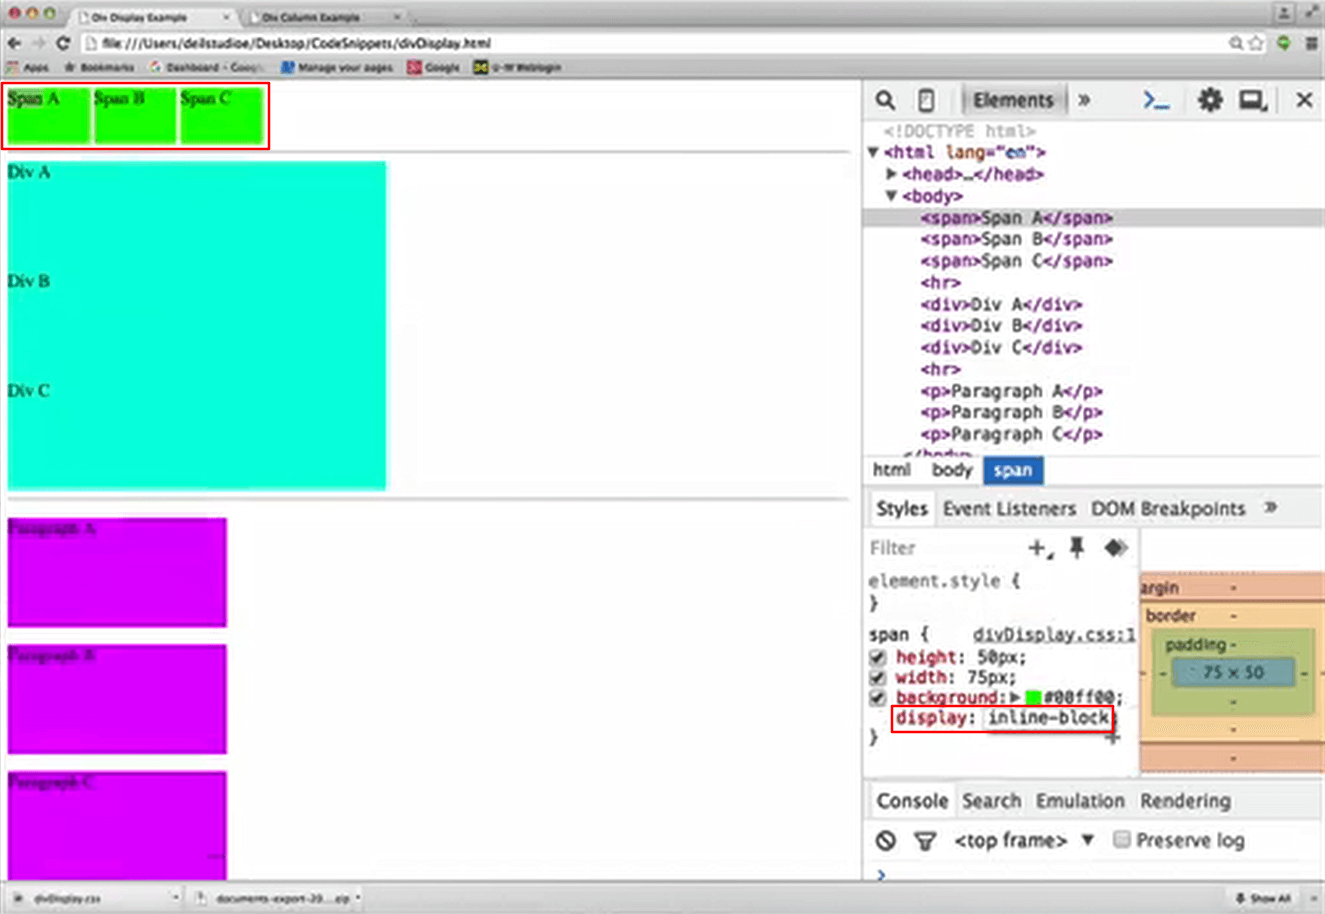 Div Display Example
Div Column Example
file:///Users/deilstudioe/Desktop/CodeSnippets/divDisplay.html
Apps Bookmarks Dashboard - Googl Manage your pages Google U-W Weblogin
Span A Span B Span C
Div A
Div B
Div C
Paragraph A
Paragraph B
Paragraph C
Elements »
<!DOCTYPE html>
▼<html lang="en">
▶<head>…</head>
▼<body>
<span>Span A</span>
<span>Span B</span>
<span>Span C</span>
<hr>
<div>Div A</div>
<div>Div B</div>
<div>Div C</div>
<hr>
<p>Paragraph A</p>
<p>Paragraph B</p>
<p>Paragraph C</p>
</body>
html body span
Styles Event Listeners DOM Breakpoints »
Filter
element.style {
}
span { divDisplay.css:1
height: 50px;
width: 75px;
background:▶ #00ff00;
display: inline-block;
}
argin -
border -
padding -
- - 75 × 50 - -
-
-
-
Console Search Emulation Rendering
<top frame> ▼ Preserve log
>
divDisplay.css documents-export-20....zip Show All